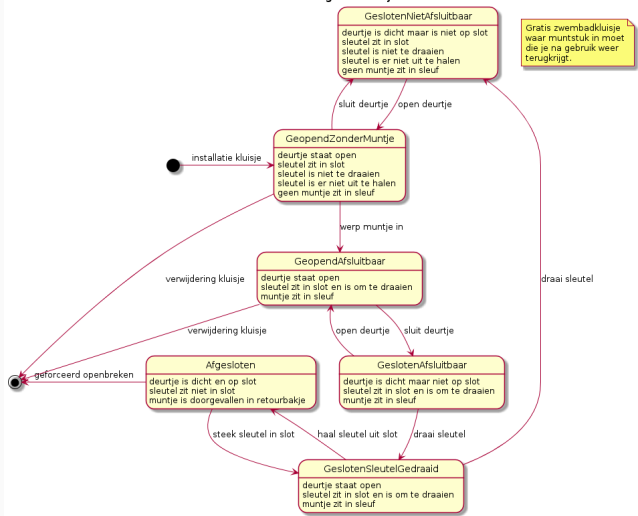 GeslotenNietAfsluitbaar
deurtje is dicht maar is niet op slot
sleutel zit in slot
sleutel is niet te draaien
sleutel is er niet uit te halen
geen muntje zit in sleuf
Gratis zwembadkluisje
waar muntstuk in moet
die je na gebruik weer
terugkrijgt.
sluit deurtje
open deurtje
GeopendZonderMuntje
deurtje staat open
sleutel zit in slot
sleutel is niet te draaien
sleutel is er niet uit te halen
geen muntje zit in sleuf
installatie kluisje
werp muntje in
GeopendAfsluitbaar
deurtje staat open
sleutel zit in slot en is om te draaien
muntje zit in sleuf
verwijdering kluisje
draai sleutel
verwijdering kluisje
open deurtje
sluit deurtje
geforceerd openbreken
Afgesloten
deurtje is dicht en op slot
sleutel zit niet in slot
muntje is doorgevallen in retourbakje
GeslotenAfsluitbaar
deurtje is dicht maar niet op slot
sleutel zit in slot en is om te draaien
muntje zit in sleuf
steek sleutel in slot
haal sleutel uit slot
draai sleutel
GeslotenSleutelGedraaid
deurtje staat open
sleutel zit in slot en is om te draaien
muntje zit in sleuf